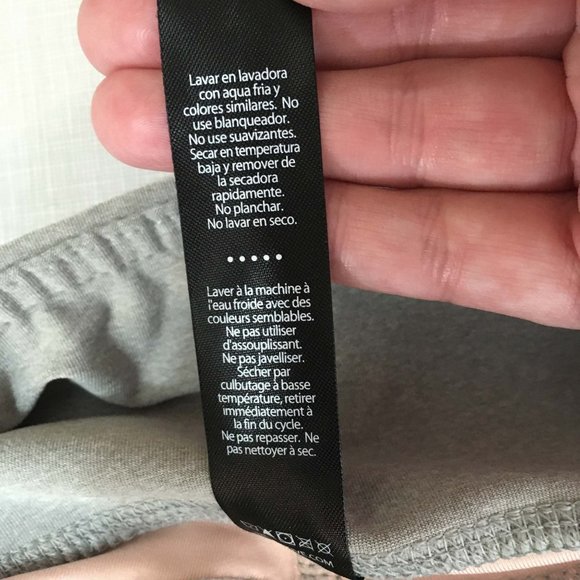 Lavar en lavadora
con aqua fria y
colores similares. No
use blanqueador.
No use suavizantes.
Secar en temperatura
baja y remover de
la secadora
rapidamente.
No planchar.
No lavar en seco.
Laver à la machine à
l'eau froide avec des
couleurs semblables.
Ne pas utiliser
d'assouplissant.
Ne pas javelliser.
Sécher par
culbutage à basse
température, retirer
immédiatement à
la fin du cycle.
Ne pas repasser. Ne
pas nettoyer à sec.